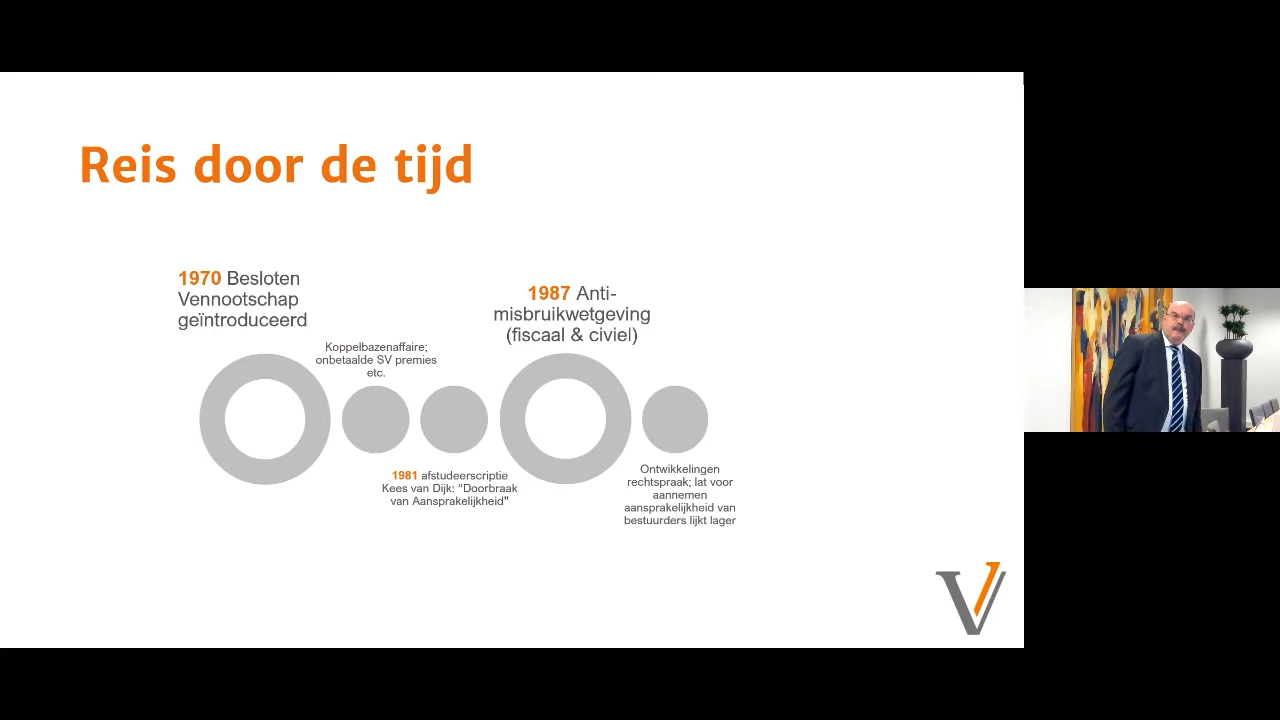 Reis door de tijd
1970 Besloten
Vennootschap
geïntroduceerd
Koppelbazenaffaire;
onbetaalde SV premies
etc.
1981 afstudeerscriptie
Kees van Dijk: “Doorbraak
van Aansprakelijkheid”
1987 Anti-
misbruikwetgeving
(fiscaal & civiel)
Ontwikkelingen
rechtspraak; lat voor
aannemen
aansprakelijkheid van
bestuurders lijkt lager